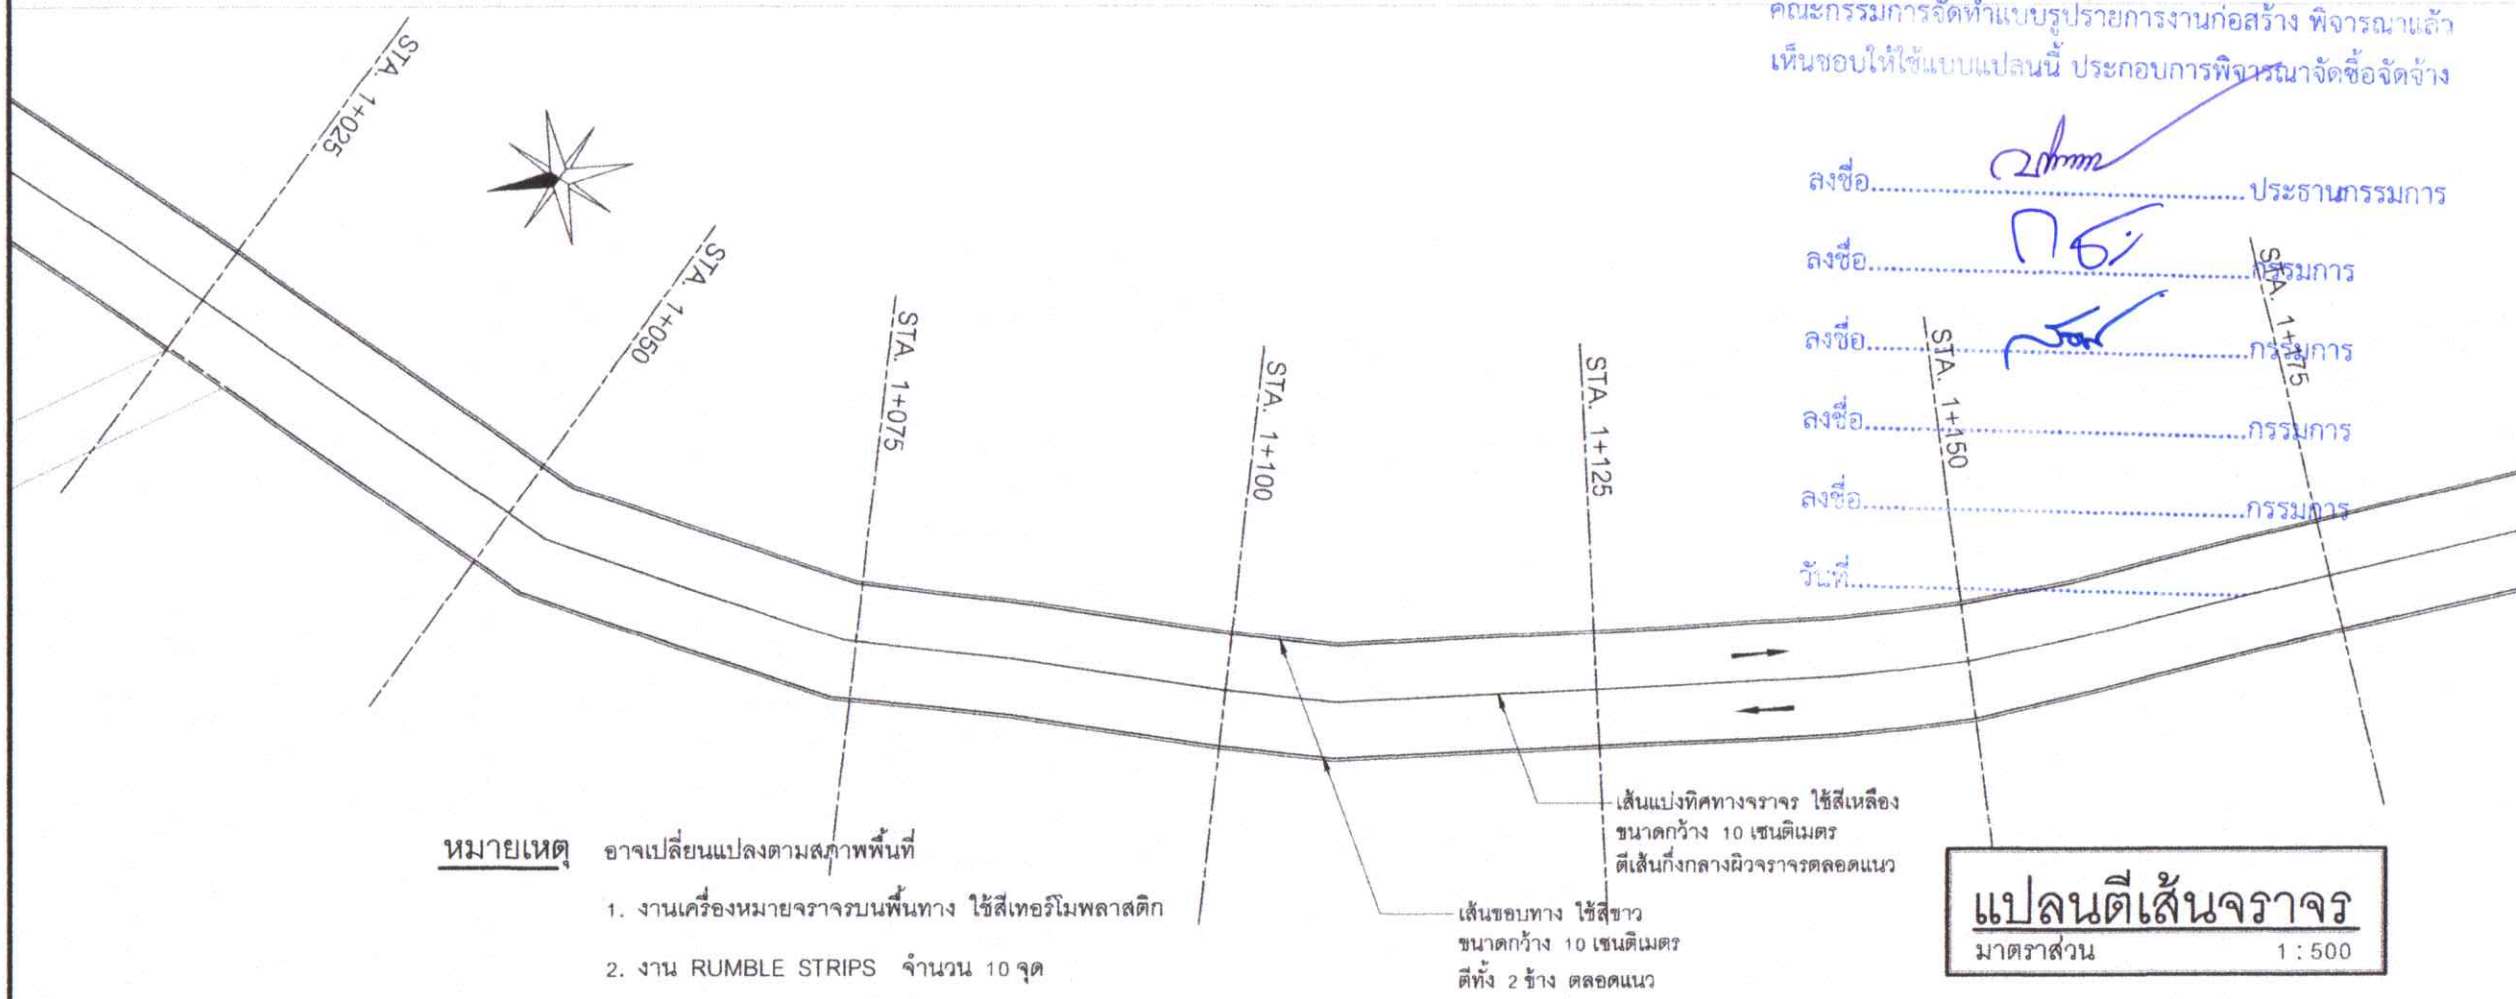 คณะกรรมการจัดทำแบบรูปรายการงานก่อสร้าง พิจารณาแล้ว
เห็นชอบให้ใช้แบบแปลนนี้ ประกอบการพิจารณาจัดซื้อจัดจ้าง
ลงชื่อ........................................ประธานกรรมการ
ลงชื่อ........................................กรรมการ
ลงชื่อ........................................กรรมการ
ลงชื่อ........................................กรรมการ
ลงชื่อ........................................กรรมการ
วันที่........................................
STA. 1+025
STA. 1+050
STA. 1+075
STA. 1+100
STA. 1+125
STA. 1+150
STA. 1+175
เส้นแบ่งทิศทางจราจร ใช้สีเหลือง
ขนาดกว้าง 10 เซนติเมตร
ตีเส้นกึ่งกลางผิวจราจรตลอดแนว
เส้นขอบทาง ใช้สีขาว
ขนาดกว้าง 10 เซนติเมตร
ตีทั้ง 2 ข้าง ตลอดแนว
หมายเหตุ อาจเปลี่ยนแปลงตามสภาพพื้นที่
1. งานเครื่องหมายจราจรบนพื้นทาง ใช้สีเทอร์โมพลาสติก
2. งาน RUMBLE STRIPS จำนวน 10 จุด
แปลนตีเส้นจราจร
มาตราส่วน 1 : 500